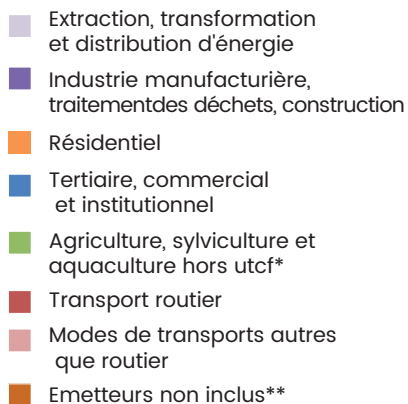 Extraction, transformation
et distribution d'énergie
Industrie manufacturière,
traitementdes déchets, construction
Résidentiel
Tertiaire, commercial
et institutionnel
Agriculture, sylviculture et
aquaculture hors utcf*
Transport routier
Modes de transports autres
que routier
Emetteurs non inclus**